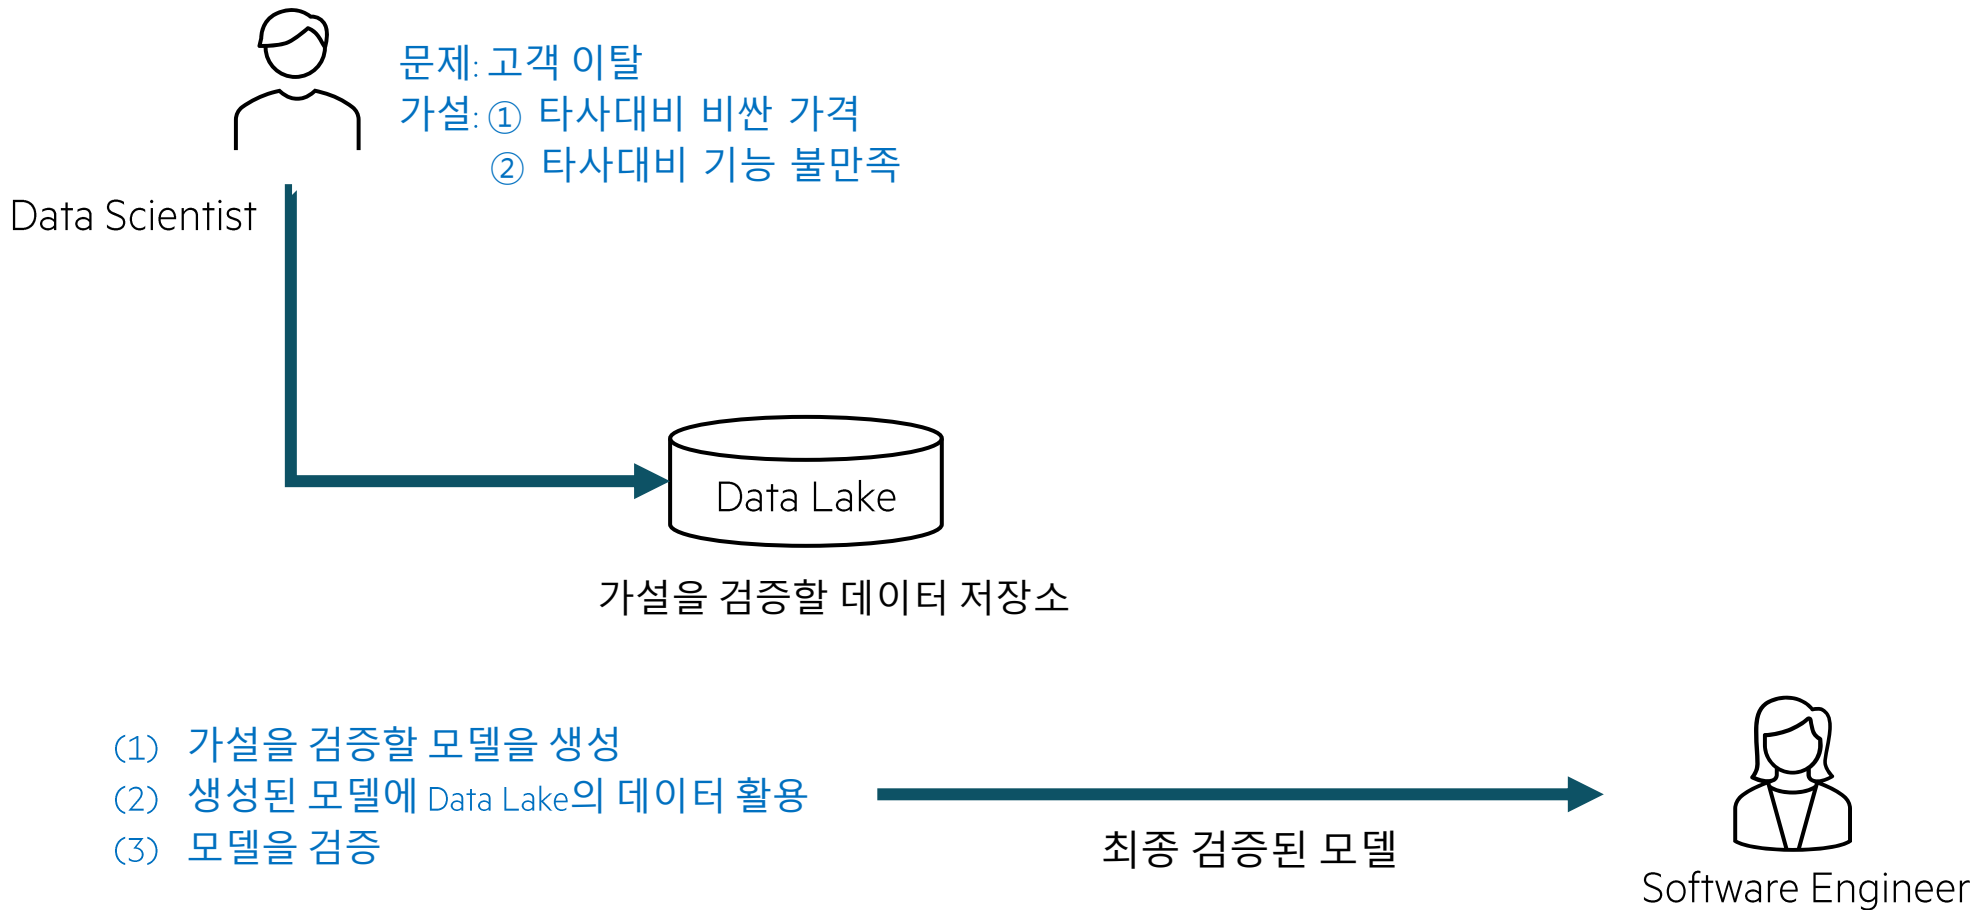 문제: 고객 이탈
가설: ① 타사대비 비싼 가격
② 타사대비 기능 불만족
Data Scientist
Data Lake
가설을 검증할 데이터 저장소
(1) 가설을 검증할 모델을 생성
(2) 생성된 모델에 Data Lake의 데이터 활용
(3) 모델을 검증
최종 검증된 모델
Software Engineer